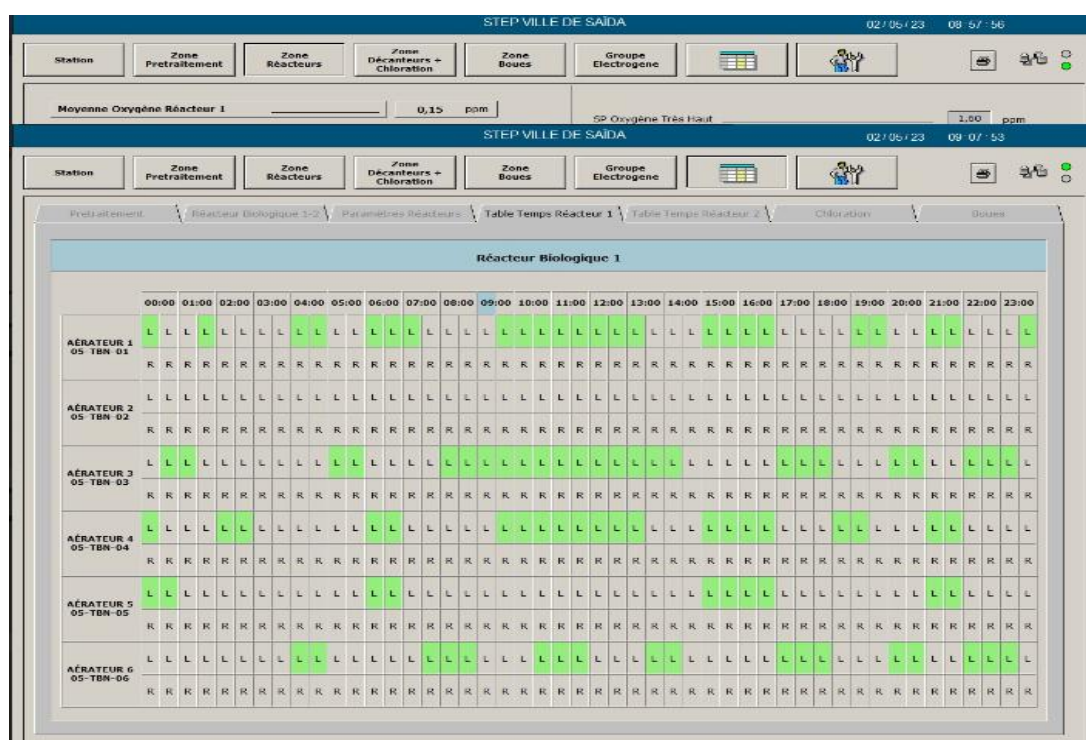 STEP VILLE DE SAÏDA 02/05/23 08:57:56
Station Zone Pretraitement Zone Réacteurs Zone Décanteurs + Chloration Zone Boues Groupe Electrogene
Moyenne Oxygène Réacteur 1 0,15 ppm SP Oxygène Très Haut 1,80 ppm
STEP VILLE DE SAÏDA 02/05/23 09:07:53
Station Zone Pretraitement Zone Réacteurs Zone Décanteurs + Chloration Zone Boues Groupe Electrogene
Pretraitement Réacteur Biologique 1-2 Paramètres Réacteurs Table Temps Réacteur 1 Table Temps Réacteur 2 Chloration Boues
Réacteur Biologique 1
00:00 01:00 02:00 03:00 04:00 05:00 06:00 07:00 08:00 09:00 10:00 11:00 12:00 13:00 14:00 15:00 16:00 17:00 18:00 19:00 20:00 21:00 22:00 23:00
AÉRATEUR 1 05-TBN-01 L L L L L L L L L L L L L L L L L L L L L L L L L L L L L L L L L L L L L L L L L L L L L L L L
R R R R R R R R R R R R R R R R R R R R R R R R R R R R R R R R R R R R R R R R R R R R R R R R
AÉRATEUR 2 05-TBN-02 L L L L L L L L L L L L L L L L L L L L L L L L L L L L L L L L L L L L L L L L L L L L L L L L
R R R R R R R R R R R R R R R R R R R R R R R R R R R R R R R R R R R R R R R R R R R R R R R R
AÉRATEUR 3 05-TBN-03 L L L L L L L L L L L L L L L L L L L L L L L L L L L L L L L L L L L L L L L L L L L L L L L L
R R R R R R R R R R R R R R R R R R R R R R R R R R R R R R R R R R R R R R R R R R R R R R R R
AÉRATEUR 4 05-TBN-04 L L L L L L L L L L L L L L L L L L L L L L L L L L L L L L L L L L L L L L L L L L L L L L L L
R R R R R R R R R R R R R R R R R R R R R R R R R R R R R R R R R R R R R R R R R R R R R R R R
AÉRATEUR 5 05-TBN-05 L L L L L L L L L L L L L L L L L L L L L L L L L L L L L L L L L L L L L L L L L L L L L L L L
R R R R R R R R R R R R R R R R R R R R R R R R R R R R R R R R R R R R R R R R R R R R R R R R
AÉRATEUR 6 05-TBN-06 L L L L L L L L L L L L L L L L L L L L L L L L L L L L L L L L L L L L L L L L L L L L L L L L
R R R R R R R R R R R R R R R R R R R R R R R R R R R R R R R R R R R R R R R R R R R R R R R R